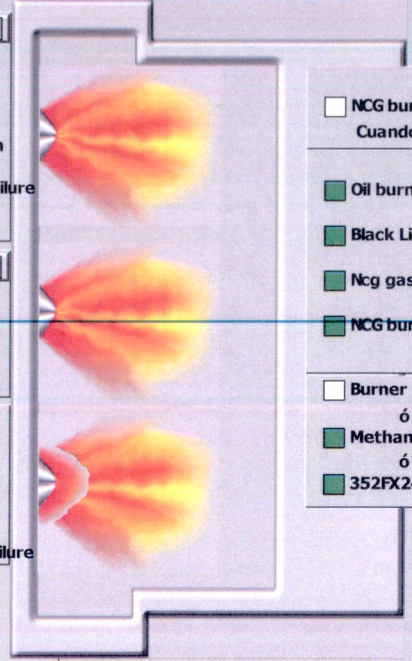 ilure
ilure
NCG bur
Cuando
Oil burn
Black Li
Ncg gas
NCG bur
Burner
ó
Methan
ó
352FX2